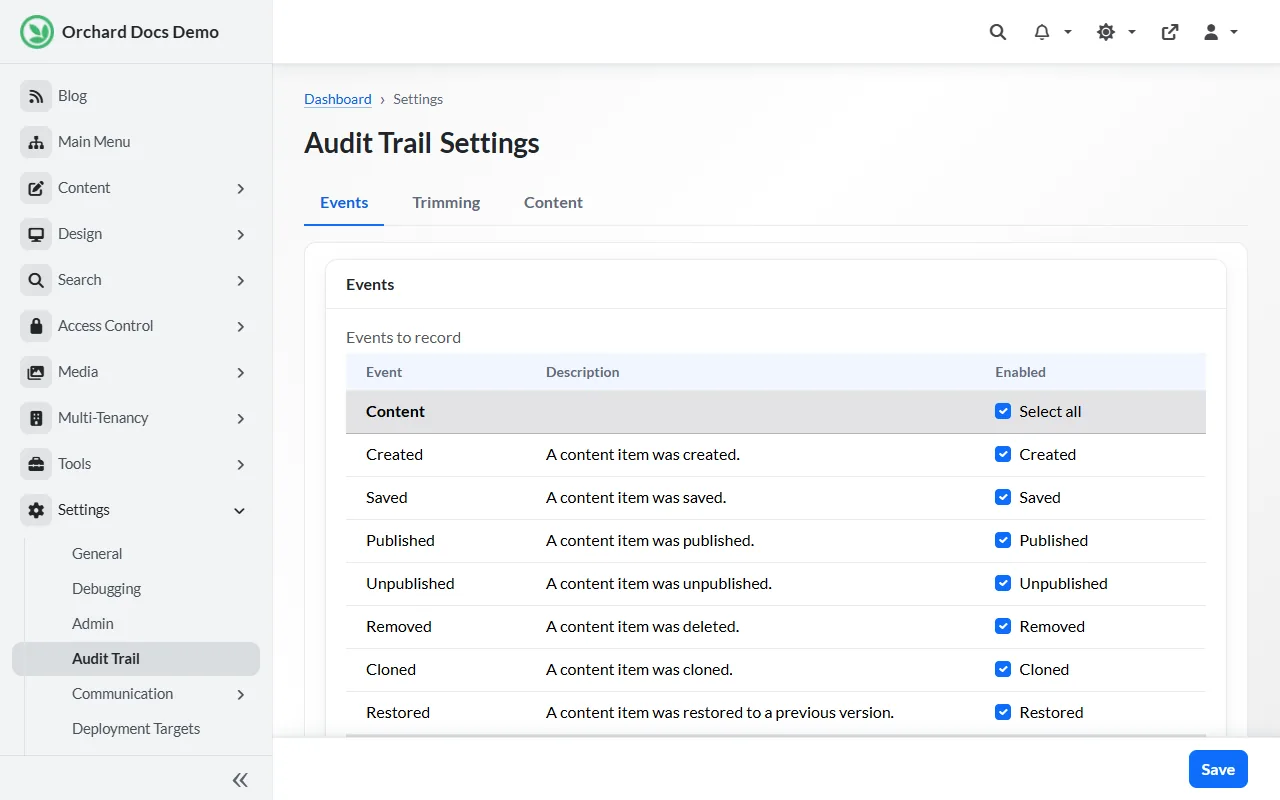 Orchard Docs Demo
Blog
Main Menu
Content
Design
Search
Access Control
Media
Multi-Tenancy
Tools
Settings
General
Debugging
Admin
Audit Trail
Communication
Deployment Targets
Dashboard › Settings
Audit Trail Settings
Events Trimming Content
Events
Events to record
Event Description Enabled
Content Select all
Created A content item was created. Created
Saved A content item was saved. Saved
Published A content item was published. Published
Unpublished A content item was unpublished. Unpublished
Removed A content item was deleted. Removed
Cloned A content item was cloned. Cloned
Restored A content item was restored to a previous version. Restored
Save